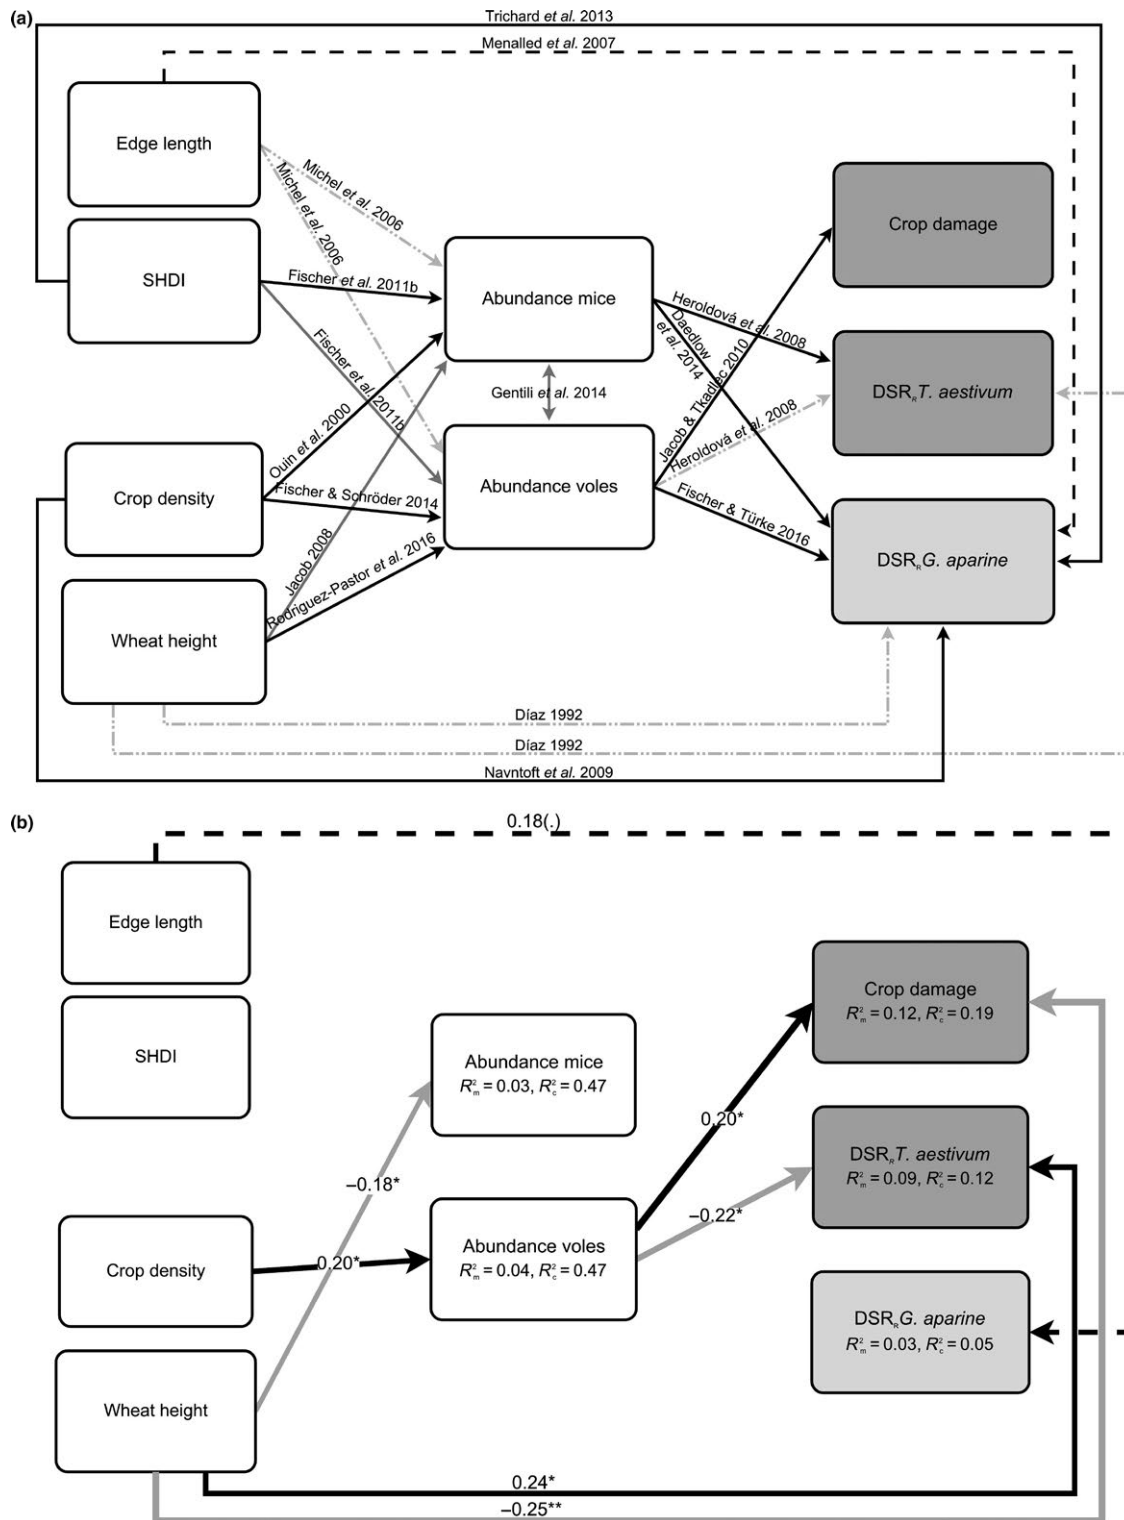 (a)
Trichard et al. 2013
Menalled et al. 2007
Edge length
Michel et al. 2006
Michel et al. 2006
Crop damage
SHDI
Fischer et al. 2011b
Abundance mice
Fischer et al. 2011b
Heroldová et al. 2008
Daedlow
et al. 2014
Jacob & Tkadlec 2010
DSRR T. aestivum
Gentili et al. 2014
Ouin et al. 2000
Heroldová et al. 2008
Crop density
Fischer & Schröder 2014
Abundance voles
Fischer & Türke 2016
Jacob 2008
DSRR G. aparine
Rodriguez-Pastor et al. 2016
Wheat height
Díaz 1992
Díaz 1992
Navntoft et al. 2009
(b)
0.18(.)
Edge length
Crop damage
R²m = 0.12, R²c = 0.19
SHDI
Abundance mice
R²m = 0.03, R²c = 0.47
0.20*
DSRR T. aestivum
R²m = 0.09, R²c = 0.12
–0.18*
–0.22*
Crop density
0.20*
Abundance voles
R²m = 0.04, R²c = 0.47
DSRR G. aparine
R²m = 0.03, R²c = 0.05
Wheat height
0.24*
–0.25**